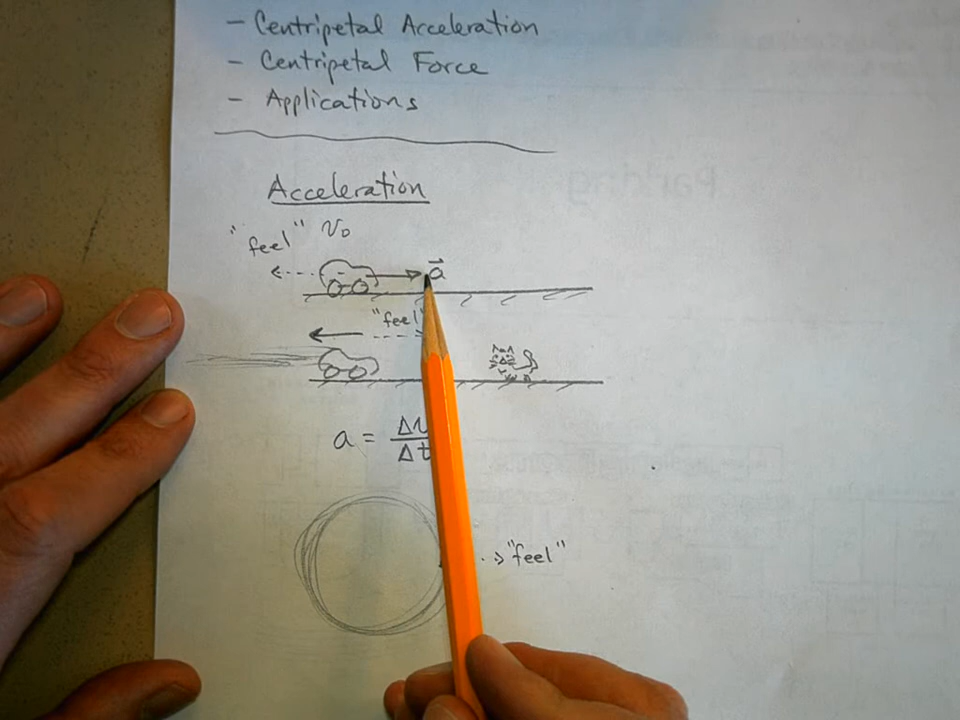 - Centripetal Acceleration
- Centripetal Force
- Applications
Acceleration
"feel" v₀
a⃗
"feel"
a = Δv/Δt
"feel"